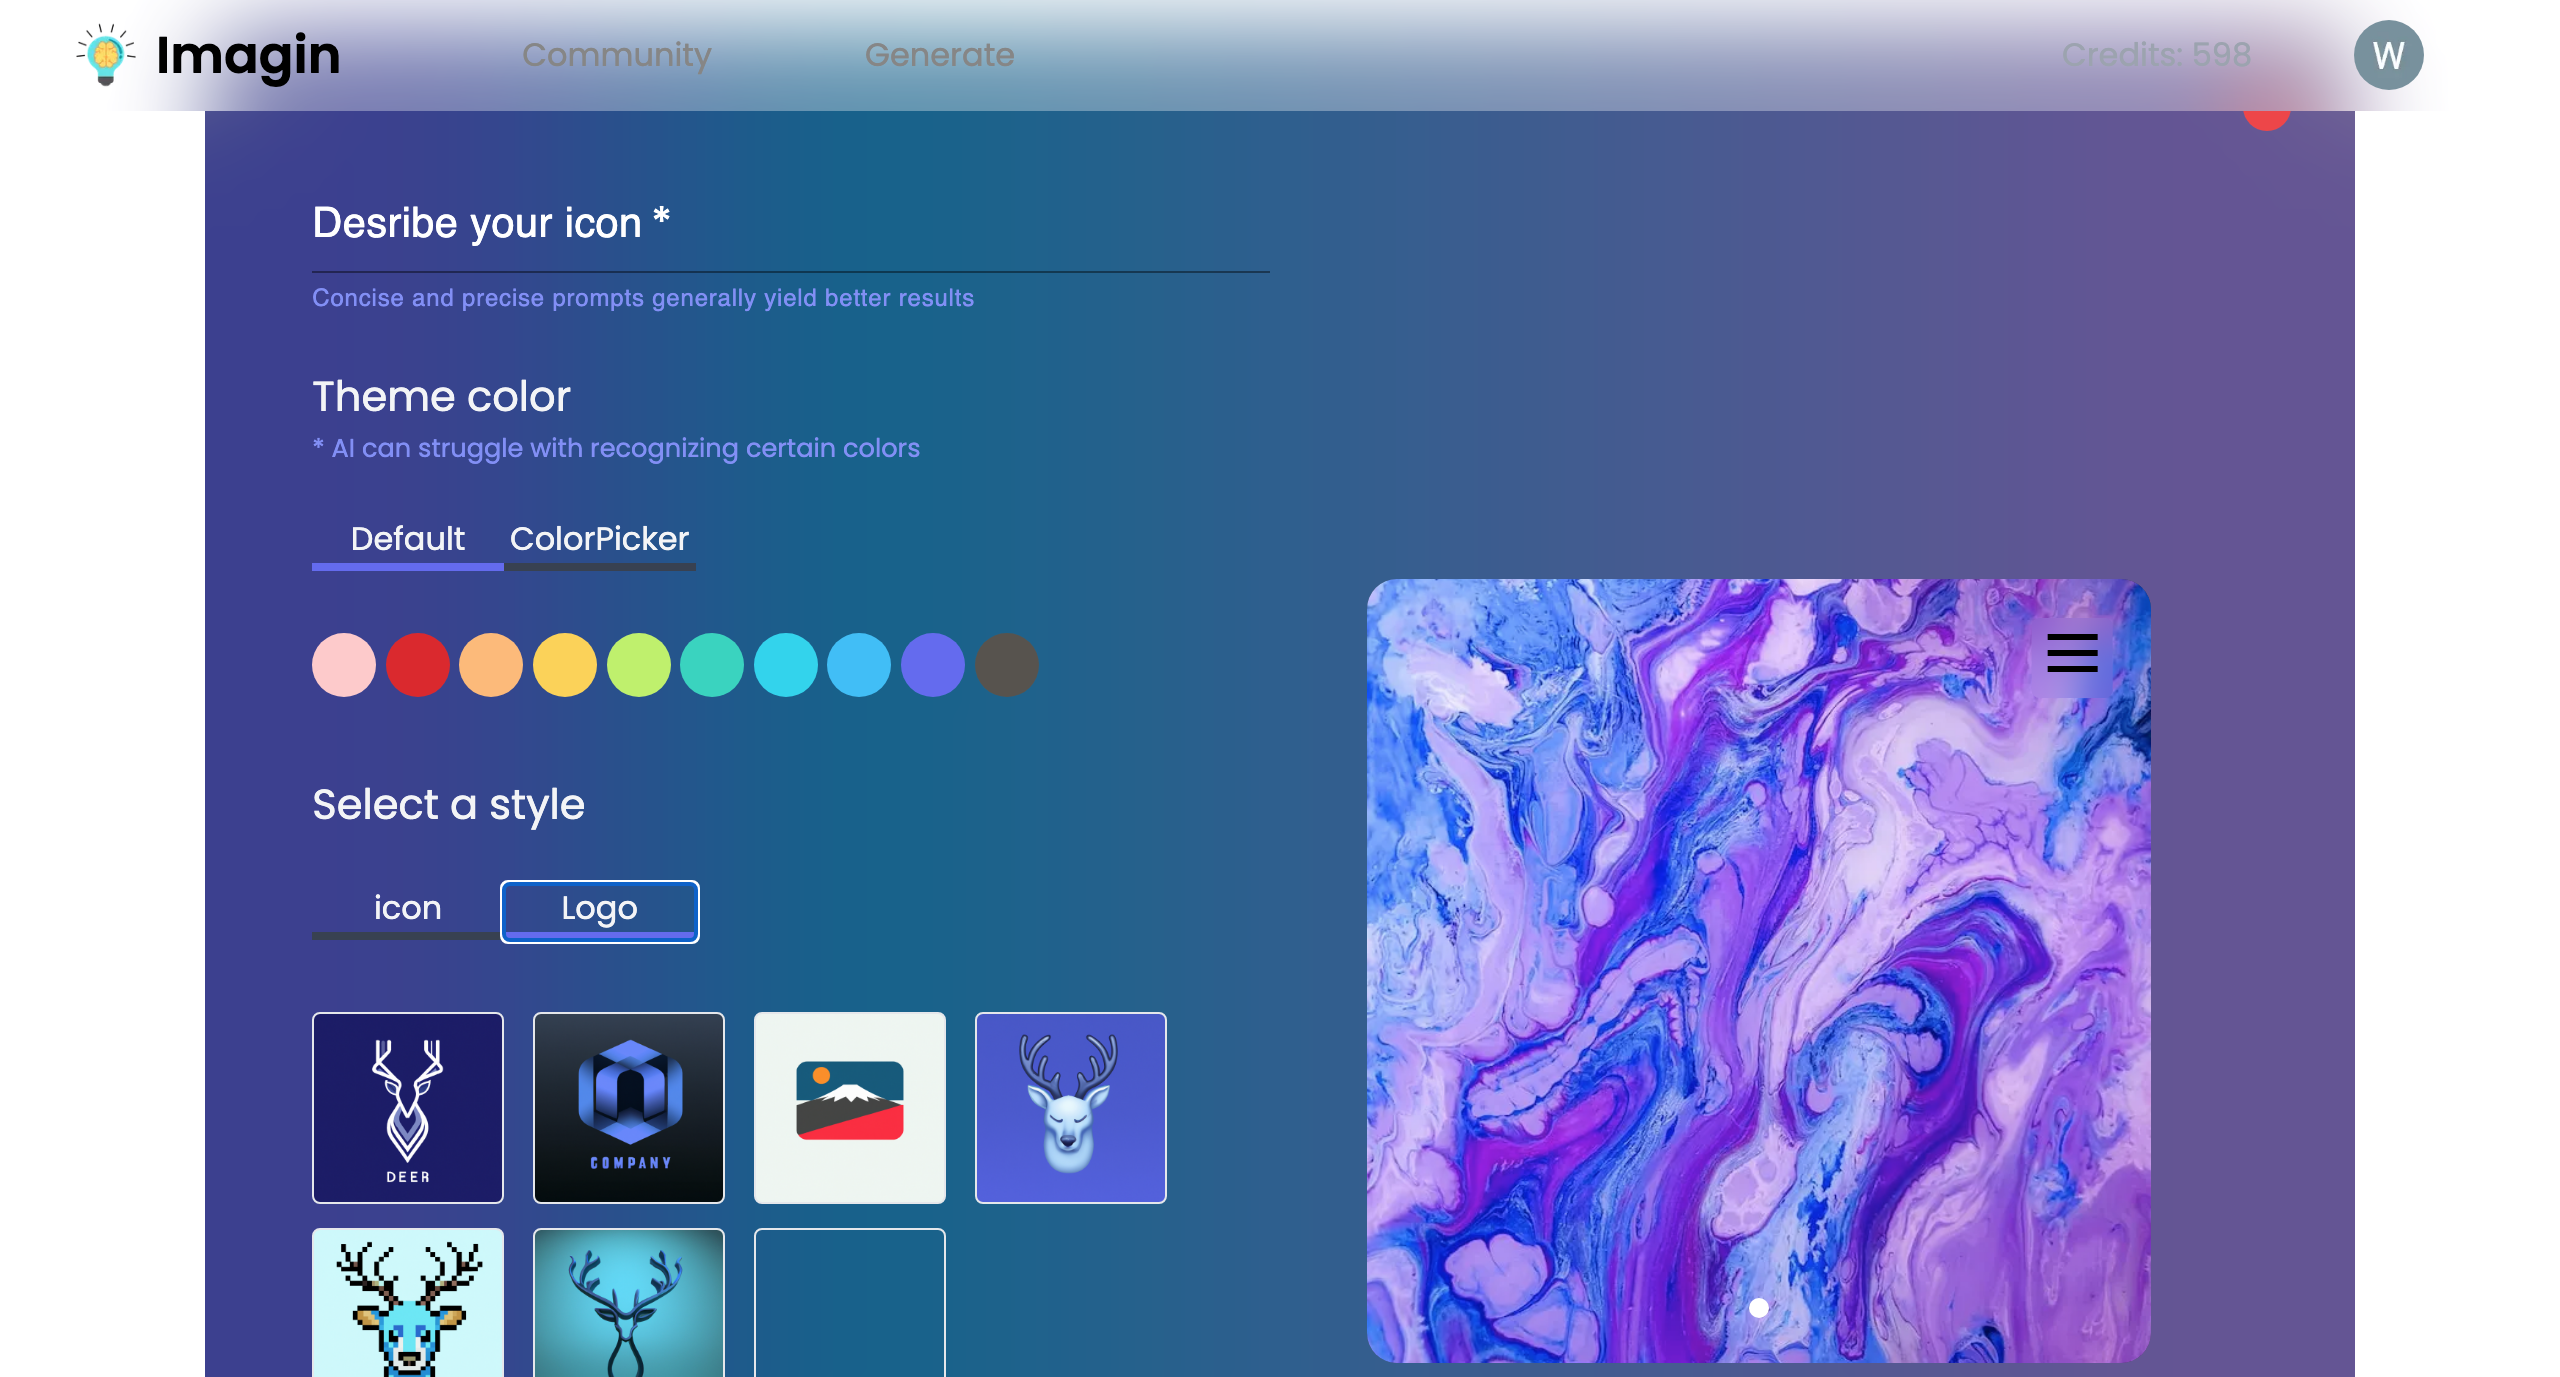 Imagin
Community
Generate
Credits: 598
W
Desribe your icon *
Concise and precise prompts generally yield better results
Theme color
* AI can struggle with recognizing certain colors
Default
ColorPicker
Select a style
icon
Logo
DEER
COMPANY